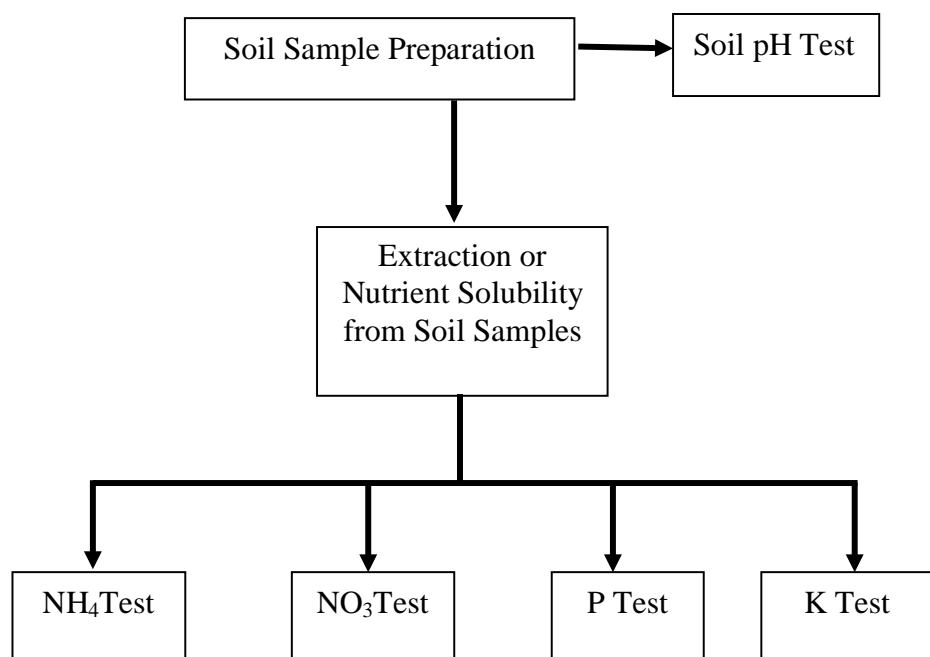 Soil Sample Preparation
Soil pH Test
Extraction or
Nutrient Solubility
from Soil Samples
NH₄Test
NO₃Test
P Test
K Test